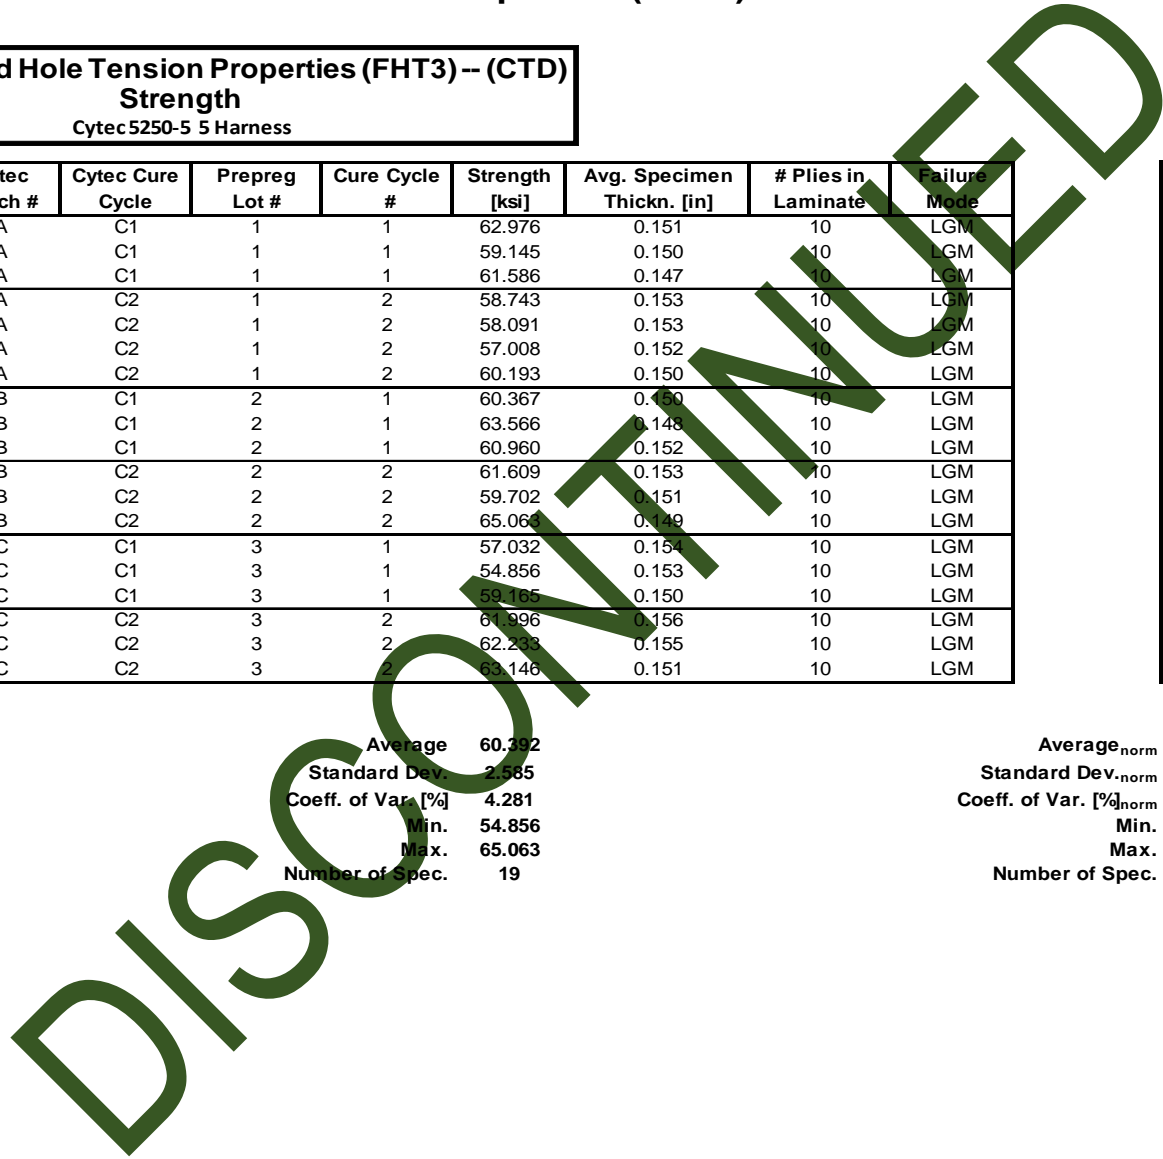 d Hole Tension Properties (FHT3) -- (CTD)
Strength
Cytec 5250-5 5 Harness
tec Cytec Cure Prepreg Cure Cycle Strength Avg. Specimen # Plies in Failure
ch # Cycle Lot # # [ksi] Thickn. [in] Laminate Mode
A C1 1 1 62.976 0.151 10 LGM
A C1 1 1 59.145 0.150 10 LGM
A C1 1 1 61.586 0.147 10 LGM
A C2 1 2 58.743 0.153 10 LGM
A C2 1 2 58.091 0.153 10 LGM
A C2 1 2 57.008 0.152 10 LGM
A C2 1 2 60.193 0.150 10 LGM
B C1 2 1 60.367 0.150 10 LGM
B C1 2 1 63.566 0.148 10 LGM
B C1 2 1 60.960 0.152 10 LGM
B C2 2 2 61.609 0.153 10 LGM
B C2 2 2 59.702 0.151 10 LGM
B C2 2 2 65.063 0.149 10 LGM
C C1 3 1 57.032 0.154 10 LGM
C C1 3 1 54.856 0.153 10 LGM
C C1 3 1 59.165 0.150 10 LGM
C C2 3 2 61.996 0.156 10 LGM
C C2 3 2 62.233 0.155 10 LGM
C C2 3 2 63.146 0.151 10 LGM
Average 60.392 Average norm
Standard Dev. 2.585 Standard Dev. norm
Coeff. of Var. [%] 4.281 Coeff. of Var. [%] norm
Min. 54.856 Min.
Max. 65.063 Max.
Number of Spec. 19 Number of Spec.
DISCONTINUED